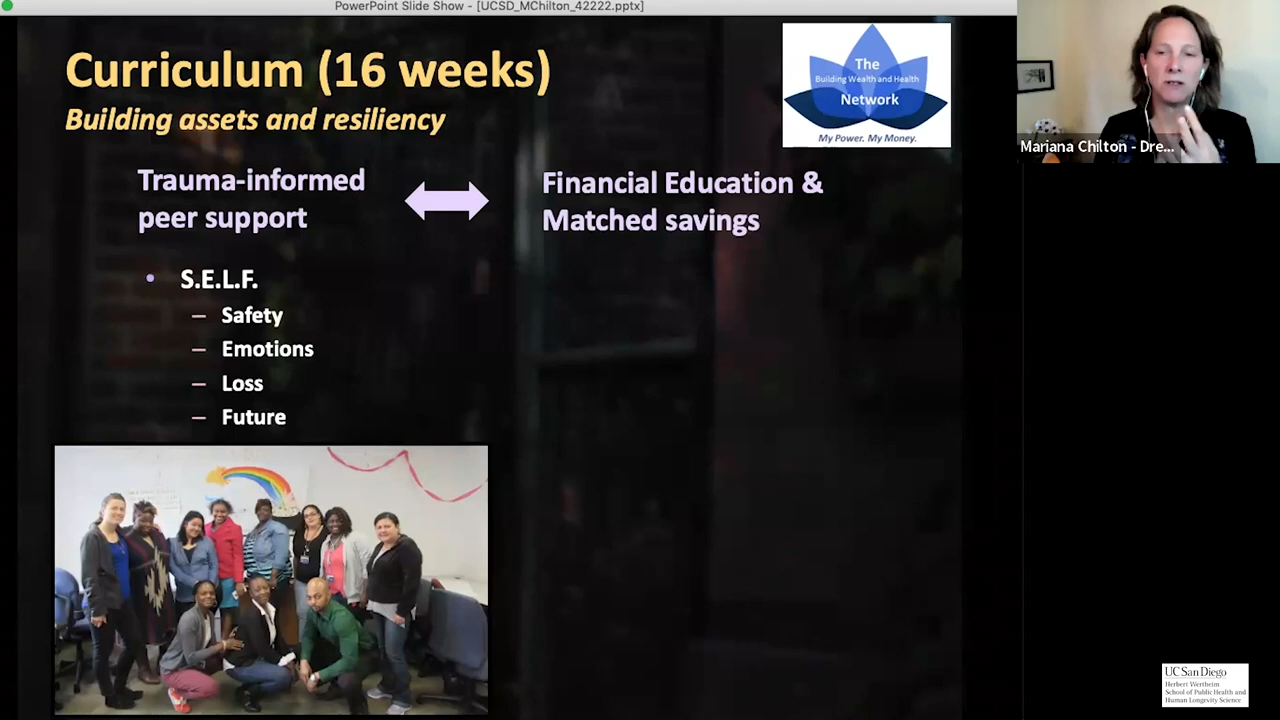 PowerPoint Slide Show - [UCSD_MChilton_42222.pptx]
Curriculum (16 weeks)
Building assets and resiliency
The
Building Wealth and Health
Network
My Power. My Money.
Mariana Chilton - Dre...
Trauma-informed
peer support
Financial Education &
Matched savings
• S.E.L.F.
– Safety
– Emotions
– Loss
– Future
UC San Diego
Herbert Wertheim
School of Public Health and
Human Longevity Science